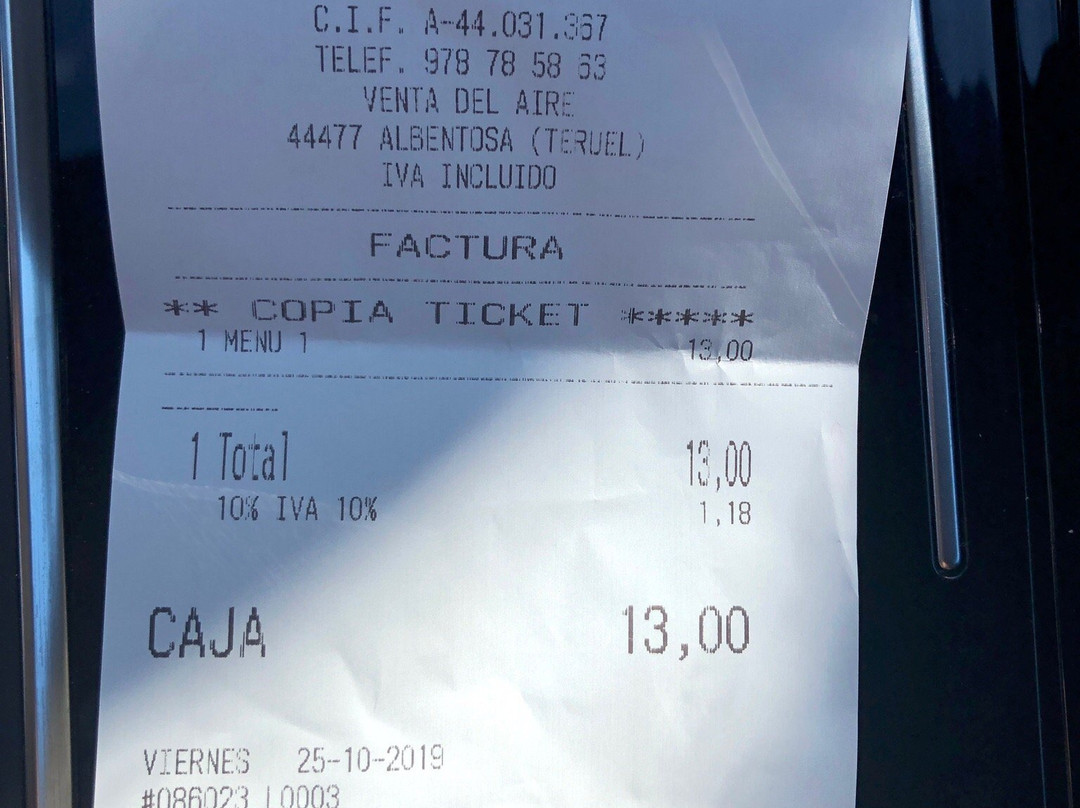 C.I.F. A-44.031.367
TELEF. 978 78 58 63
VENTA DEL AIRE
44477 ALBENTOSA (TERUEL)
IVA INCLUIDO
FACTURA
** COPIA TICKET *****
1 MENU 1 13,00
1 Total 13,00
10% IVA 10% 1,18
CAJA 13,00
VIERNES 25-10-2019
#086023 L0003